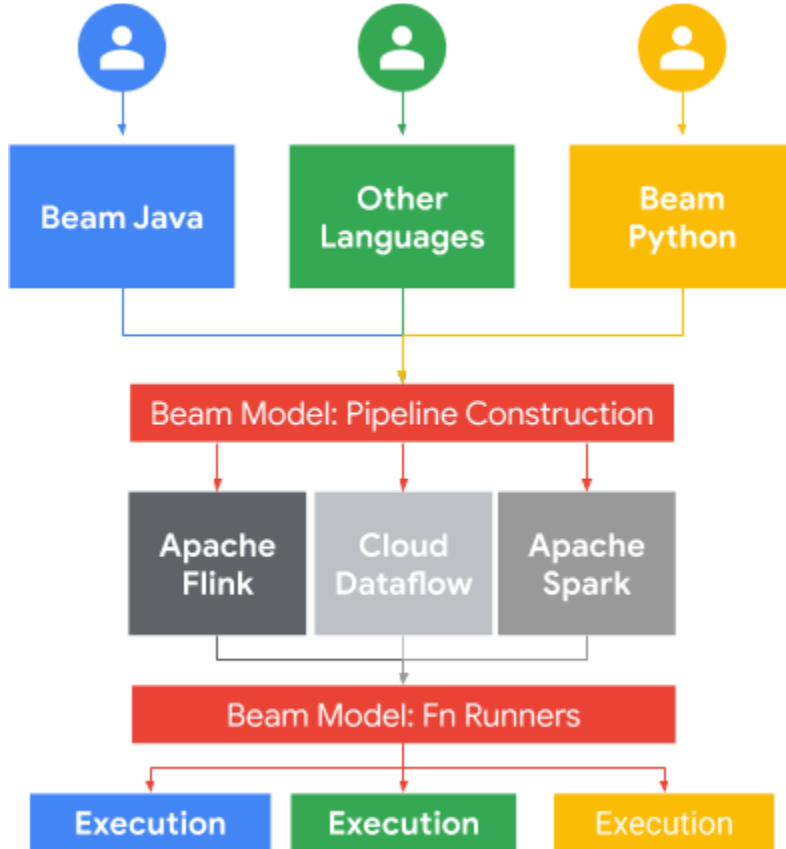 Beam Java
Other
Languages
Beam
Python
Beam Model: Pipeline Construction
Apache
Flink
Cloud
Dataflow
Apache
Spark
Beam Model: Fn Runners
Execution
Execution
Execution